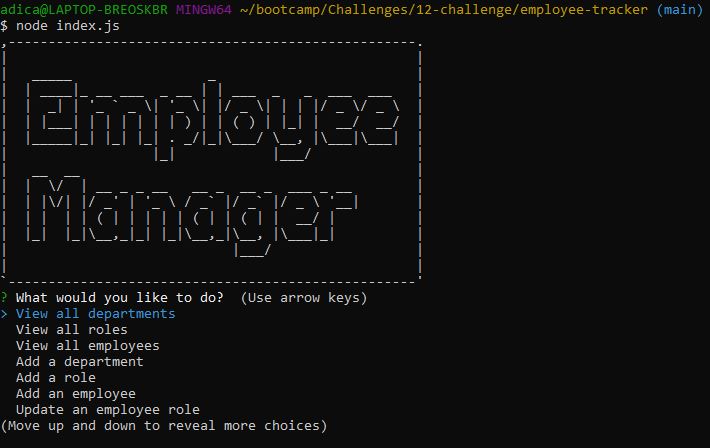 adica@LAPTOP-BREOSKBR MINGW64 ~/bootcamp/Challenges/12-challenge/employee-tracker (main)
$ node index.js
Employee
Manager
? What would you like to do? (Use arrow keys)
> View all departments
View all roles
View all employees
Add a department
Add a role
Add an employee
Update an employee role
(Move up and down to reveal more choices)